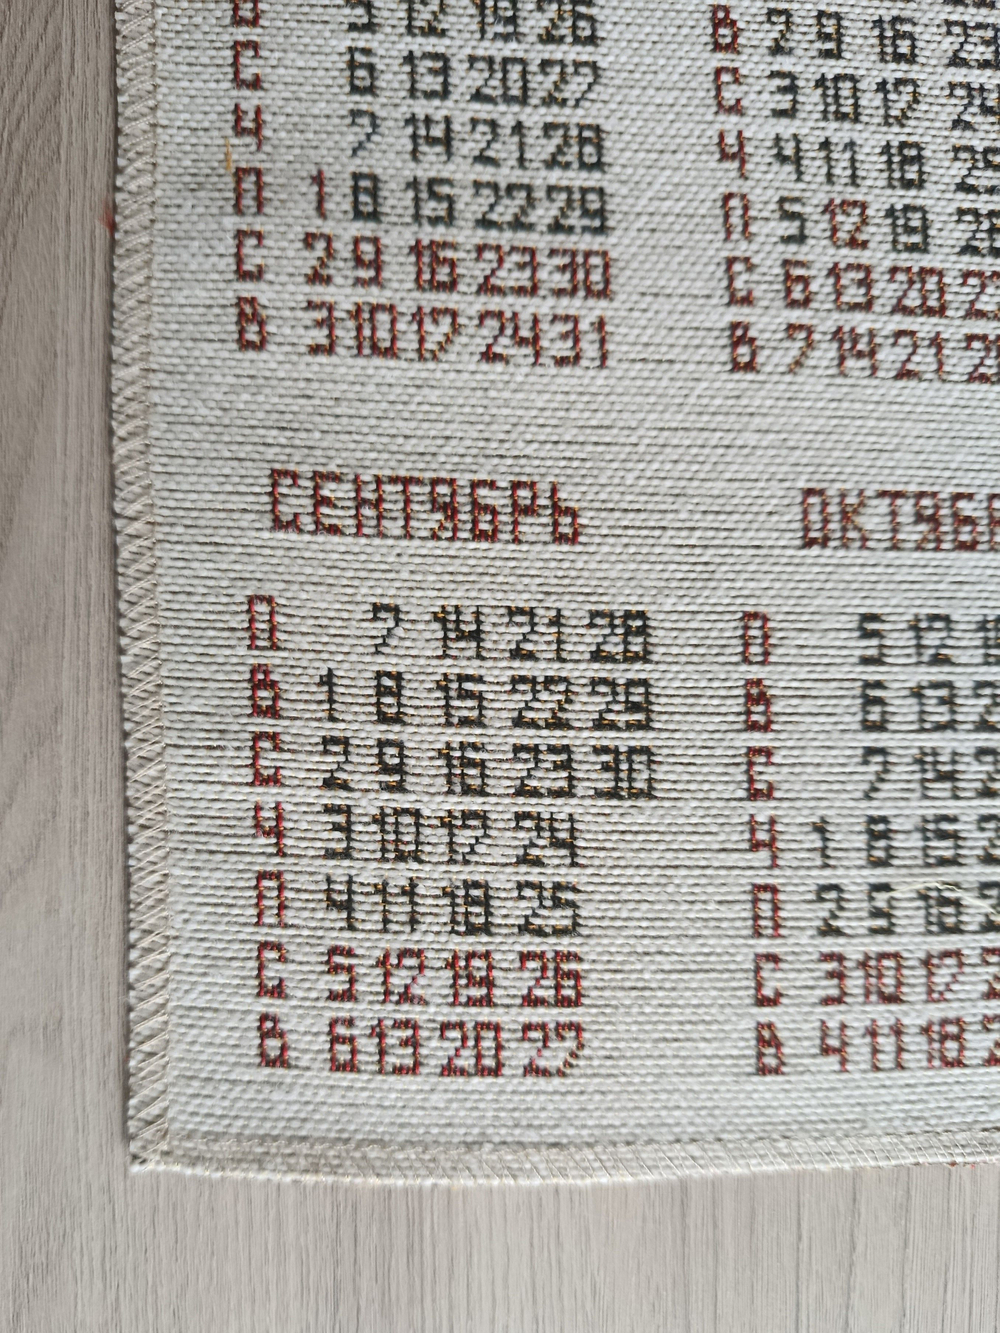 5 12 19 26
С 6 13 20 27
Ч 7 14 21 28
П 1 8 15 22 29
С 2 9 16 23 30
В 3 10 17 24 31
В 2 9 16 23
С 3 10 17
Ч 4 11 18
П 5 12 19
С 6 13 20
В 7 14 21
СЕНТЯБРЬ
П 7 14 21 28
В 1 8 15 22 29
С 2 9 16 23 30
Ч 3 10 17 24
П 4 11 18 25
С 5 12 19 26
В 6 13 20 27
ОКТЯБ
П 5 12
В 6 13
С 7 14
Ч 1 8 15
П 2 9 16
С 3 10 17
В 4 11 18